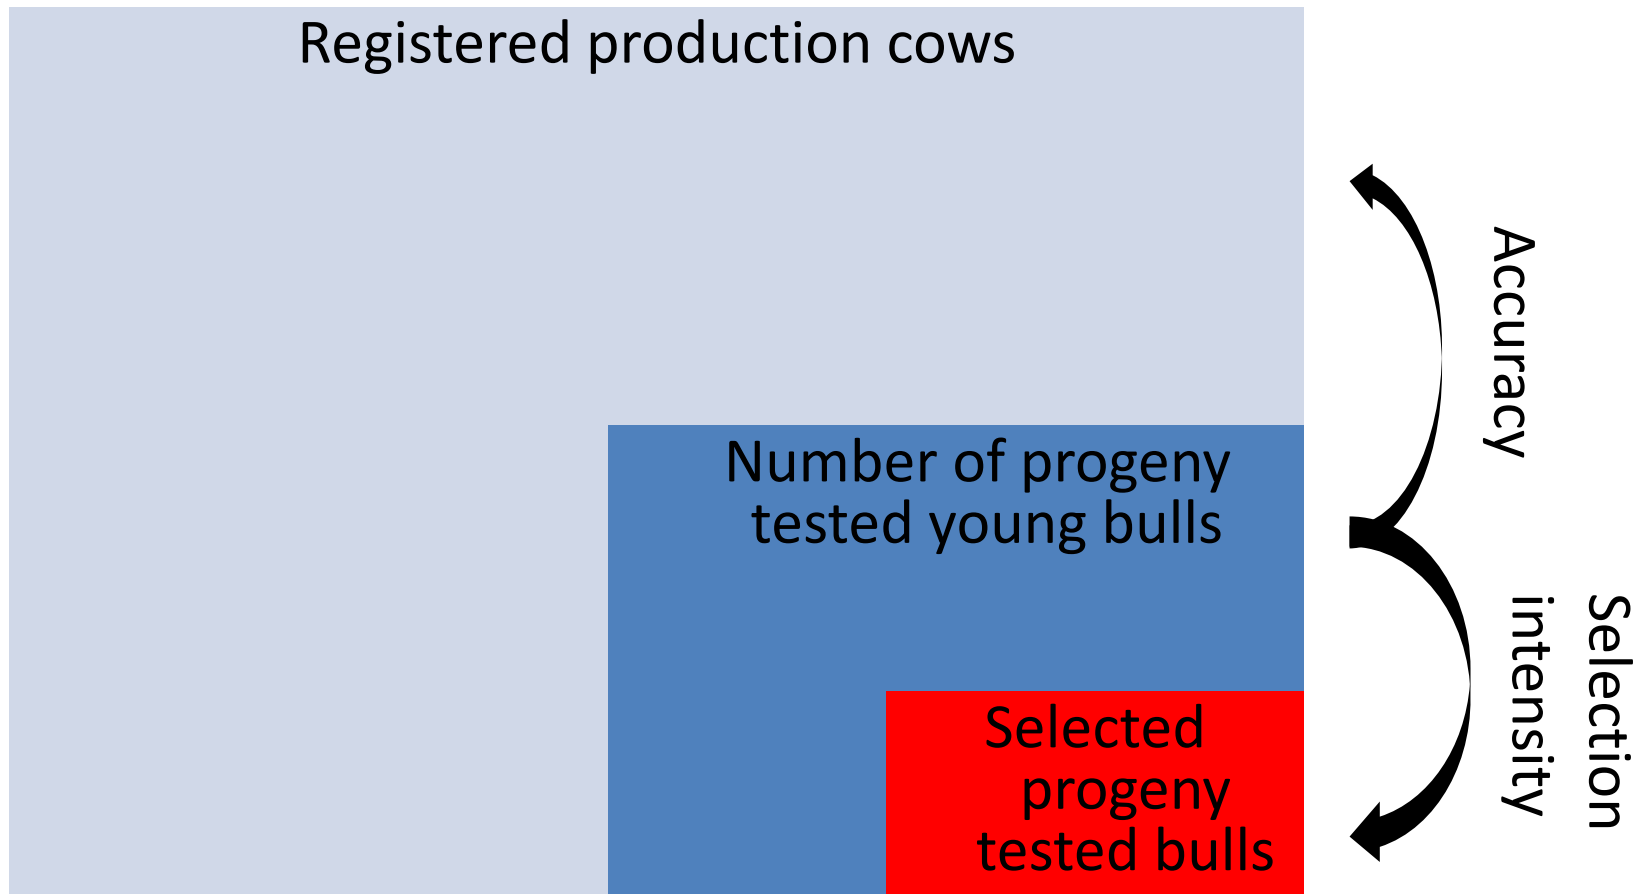 Registered production cows
Number of progeny
tested young bulls
Selected
progeny
tested bulls
Accuracy
Selection
intensity